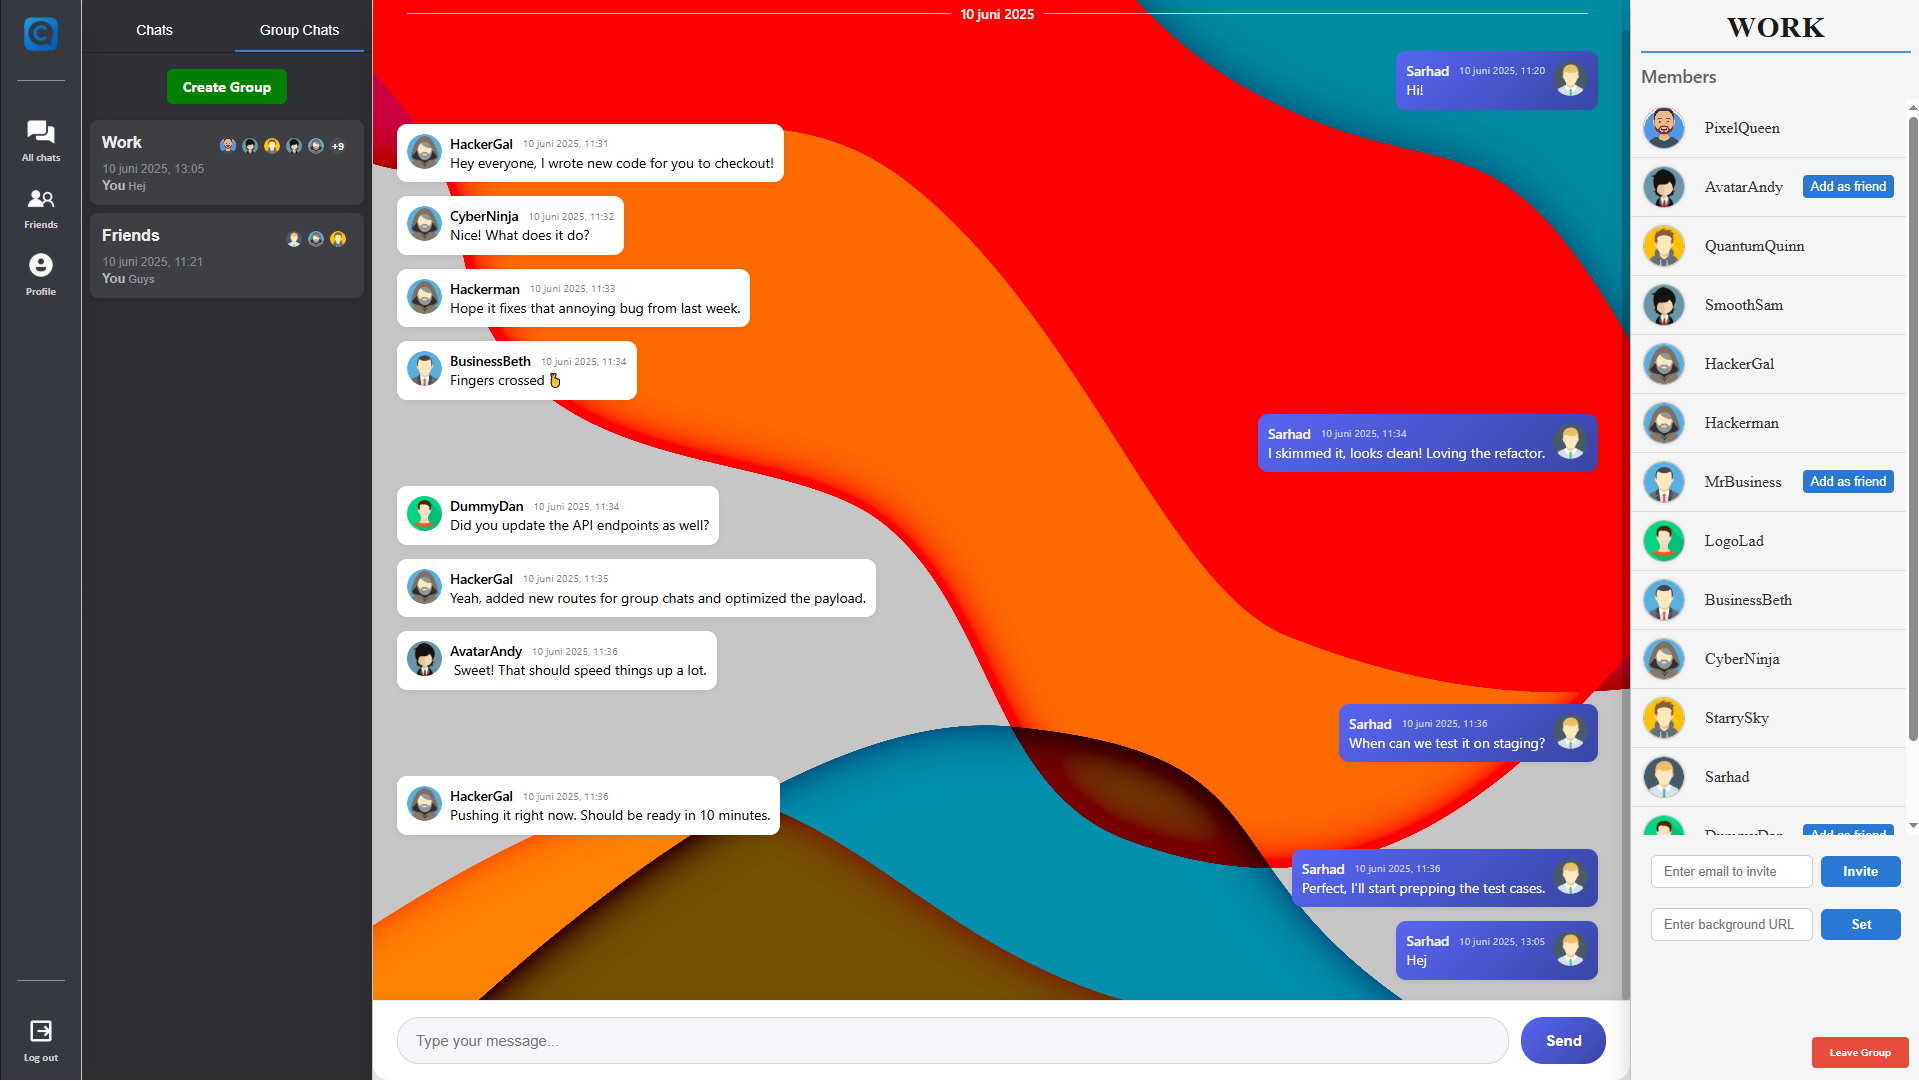 All chats
Friends
Profile
Log out
Chats
Group Chats
Create Group
Work
+9
10 juni 2025, 13:05
You Hej
Friends
10 juni 2025, 11:21
You Guys
10 juni 2025
Sarhad 10 juni 2025, 11:20
Hi!
HackerGal 10 juni 2025, 11:31
Hey everyone, I wrote new code for you to checkout!
CyberNinja 10 juni 2025, 11:32
Nice! What does it do?
Hackerman 10 juni 2025, 11:33
Hope it fixes that annoying bug from last week.
BusinessBeth 10 juni 2025, 11:34
Fingers crossed 🫰
Sarhad 10 juni 2025, 11:34
I skimmed it, looks clean! Loving the refactor.
DummyDan 10 juni 2025, 11:34
Did you update the API endpoints as well?
HackerGal 10 juni 2025, 11:35
Yeah, added new routes for group chats and optimized the payload.
AvatarAndy 10 juni 2025, 11:36
Sweet! That should speed things up a lot.
Sarhad 10 juni 2025, 11:36
When can we test it on staging?
HackerGal 10 juni 2025, 11:36
Pushing it right now. Should be ready in 10 minutes.
Sarhad 10 juni 2025, 11:36
Perfect, I'll start prepping the test cases.
Sarhad 10 juni 2025, 13:05
Hej
Type your message...
Send
WORK
Members
PixelQueen
AvatarAndy
Add as friend
QuantumQuinn
SmoothSam
HackerGal
Hackerman
MrBusiness
Add as friend
LogoLad
BusinessBeth
CyberNinja
StarrySky
Sarhad
DummyDan
Add as friend
Enter email to invite
Invite
Enter background URL
Set
Leave Group